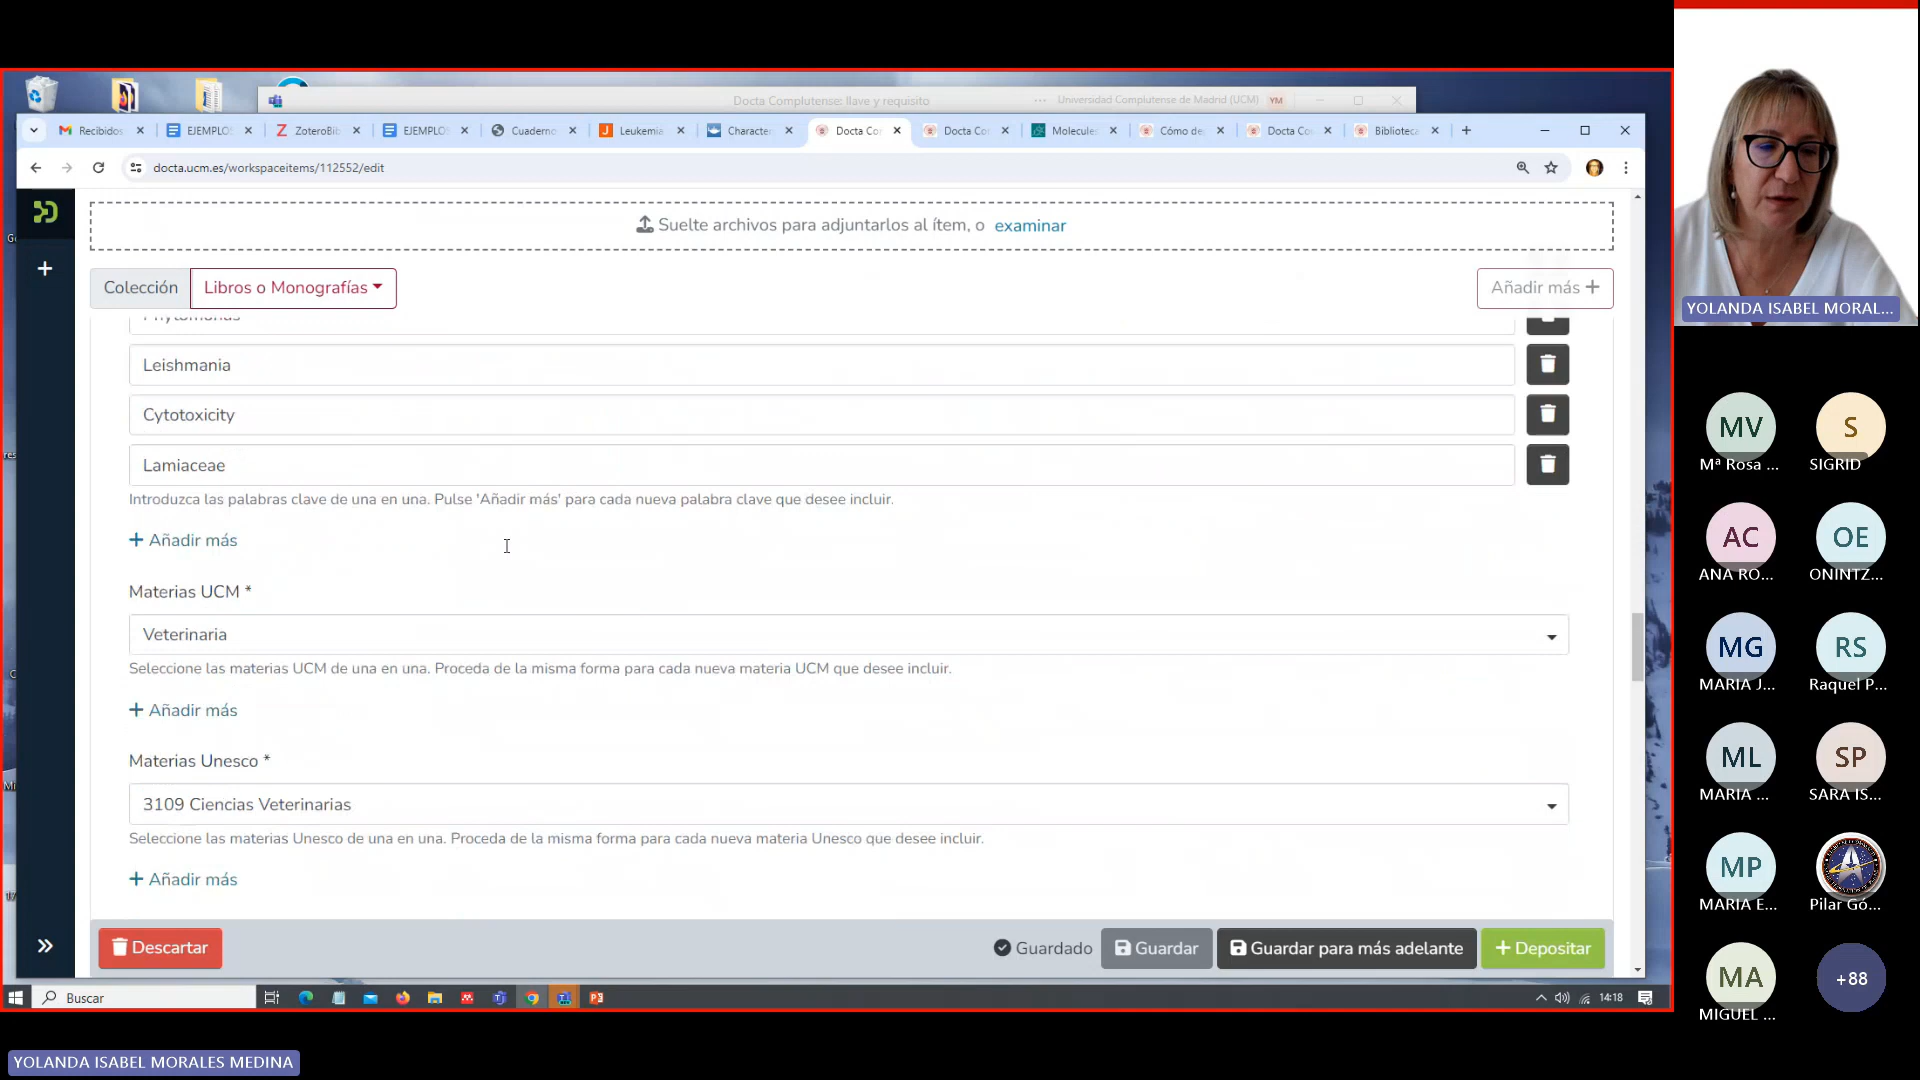 Docta Complutense: llave y requisito
Universidad Complutense de Madrid (UCM)
YM
Recibidos
EJEMPLO
ZoteroBib
EJEMPLO
Cuaderno
Leukemia
Character
Docta Co
Docta Co
Molecules
Cómo de
Docta Co
Biblioteca
docta.ucm.es/workspaceitems/112552/edit
Suelte archivos para adjuntarlos al ítem, o examinar
Colección
Libros o Monografías
Añadir más +
Leishmania
Cytotoxicity
Lamiaceae
Introduzca las palabras clave de una en una. Pulse 'Añadir más' para cada nueva palabra clave que desee incluir.
+ Añadir más
Materias UCM *
Veterinaria
Seleccione las materias UCM de una en una. Proceda de la misma forma para cada nueva materia UCM que desee incluir.
+ Añadir más
Materias Unesco *
3109 Ciencias Veterinarias
Seleccione las materias Unesco de una en una. Proceda de la misma forma para cada nueva materia Unesco que desee incluir.
+ Añadir más
Descartar
Guardado
Guardar
Guardar para más adelante
+ Depositar
Buscar
14:18
YOLANDA ISABEL MORALES MEDINA
YOLANDA ISABEL MORAL...
MV
Mª Rosa ...
S
SIGRID
AC
ANA RO...
OE
ONINTZ...
MG
MARIA J...
RS
Raquel P...
ML
MARIA ...
SP
SARA IS...
MP
MARIA E...
Pilar Gó...
MA
MIGUEL ...
+88